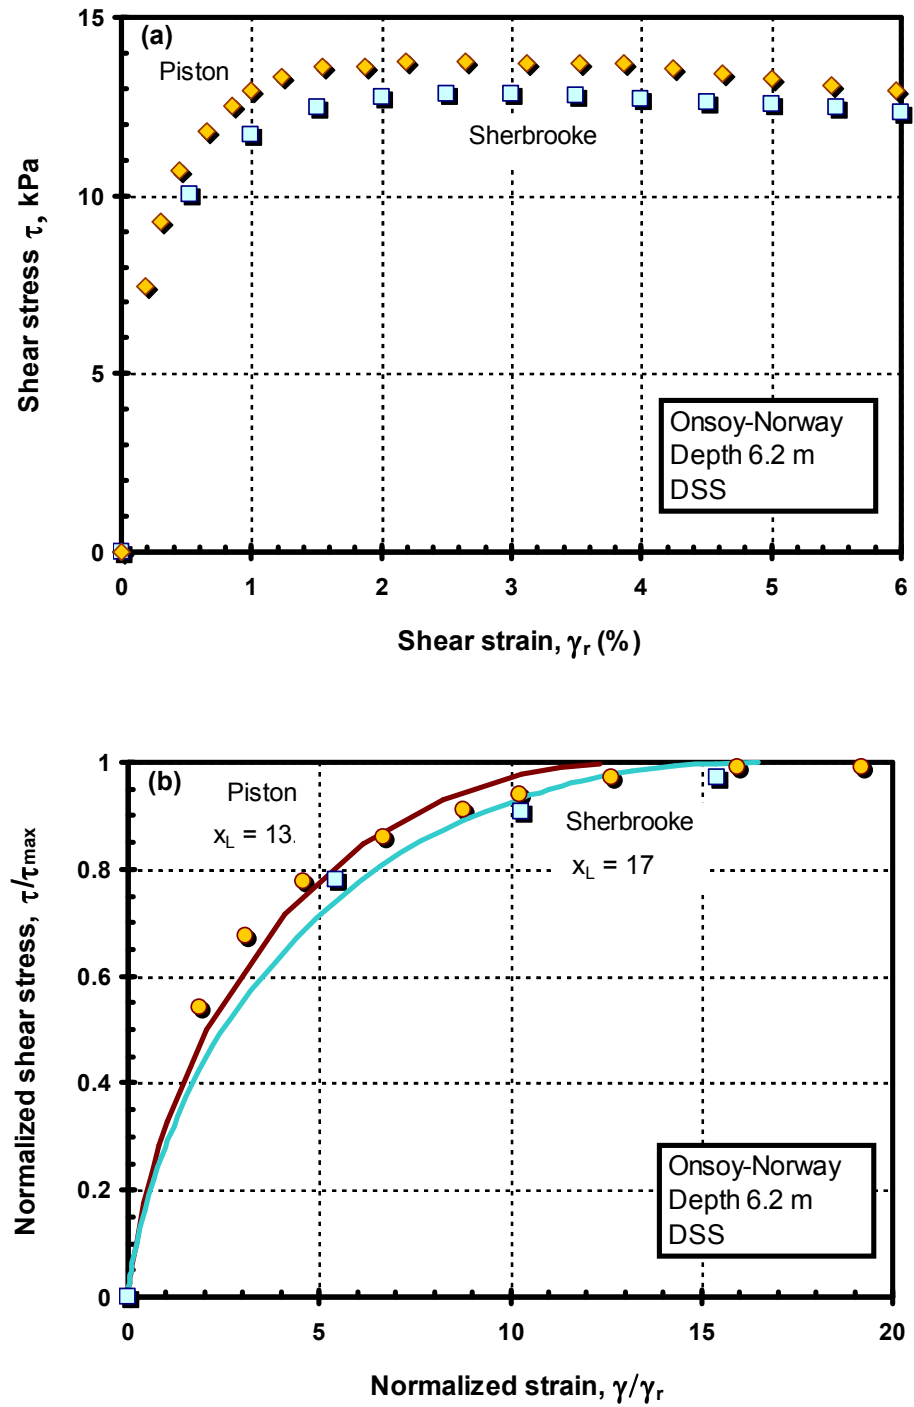 15
(a)
Piston
Sherbrooke
10
5
0
Shear stress τ, kPa
Onsoy-Norway
Depth 6.2 m
DSS
0 1 2 3 4 5 6
Shear strain, γr (%)
1
(b)
Piston
xL = 13.
Sherbrooke
xL = 17
0.8
0.6
0.4
0.2
0
Normalized shear stress, τ/τmax
Onsoy-Norway
Depth 6.2 m
DSS
0 5 10 15 20
Normalized strain, γ/γr